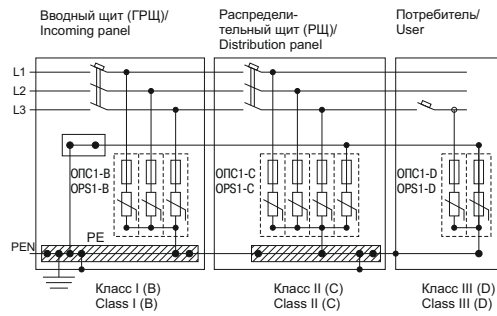 Вводный щит (ГРЩ)/
Incoming panel
Распредели-
тельный щит (РЩ)/
Distribution panel
Потребитель/
User
L1
L2
L3
ОПС1-В
OPS1-B
ОПС1-С
OPS1-C
ОПС1-D
OPS1-D
PEN
PE
Класс I (В)
Class I (B)
Класс II (С)
Class II (C)
Класс III (D)
Class III (D)